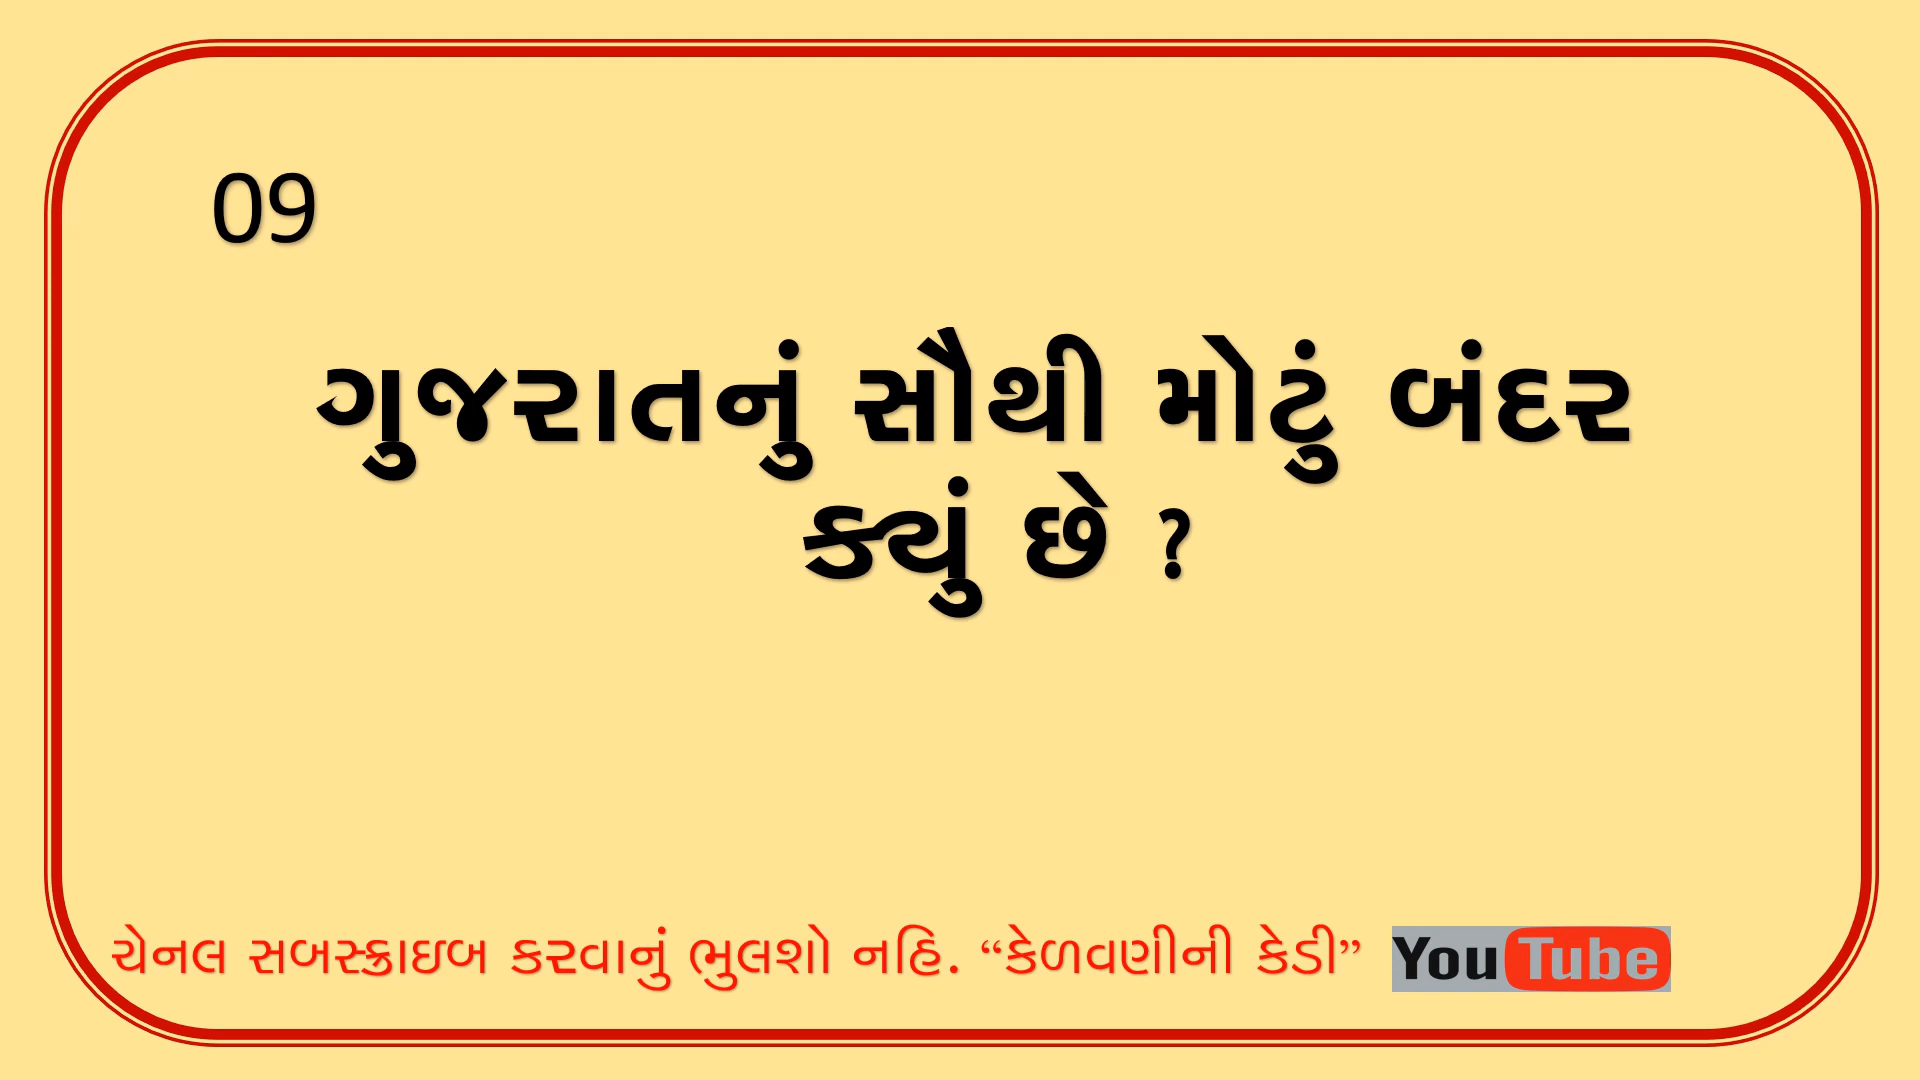 09
ગુજરાતનું સૌથી મોટું બંદર
ક્યું છે ?
ચેનલ સબસ્ક્રાઇબ કરવાનું ભુલશો નહિ. “કેળવણીની કેડી” YouTube